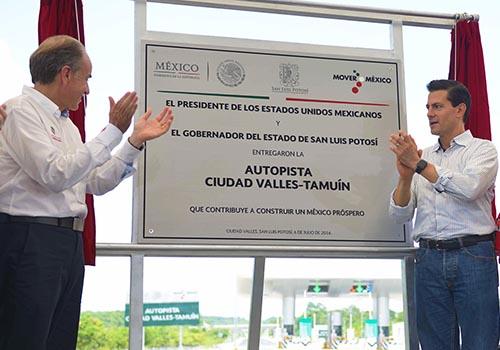 MÉXICO
GOBIERNO DE LA REPÚBLICA
SAN LUIS POTOSÍ
MOVER A MÉXICO
EL PRESIDENTE DE LOS ESTADOS UNIDOS MEXICANOS
Y
EL GOBERNADOR DEL ESTADO DE SAN LUIS POTOSÍ
ENTREGARON LA
AUTOPISTA
CIUDAD VALLES-TAMUÍN
QUE CONTRIBUYE A CONSTRUIR UN MÉXICO PRÓSPERO
CIUDAD VALLES, SAN LUIS POTOSÍ, 6 DE JULIO DE 2016.
AUTOPISTA
CIUDAD VALLES-TAMUÍN